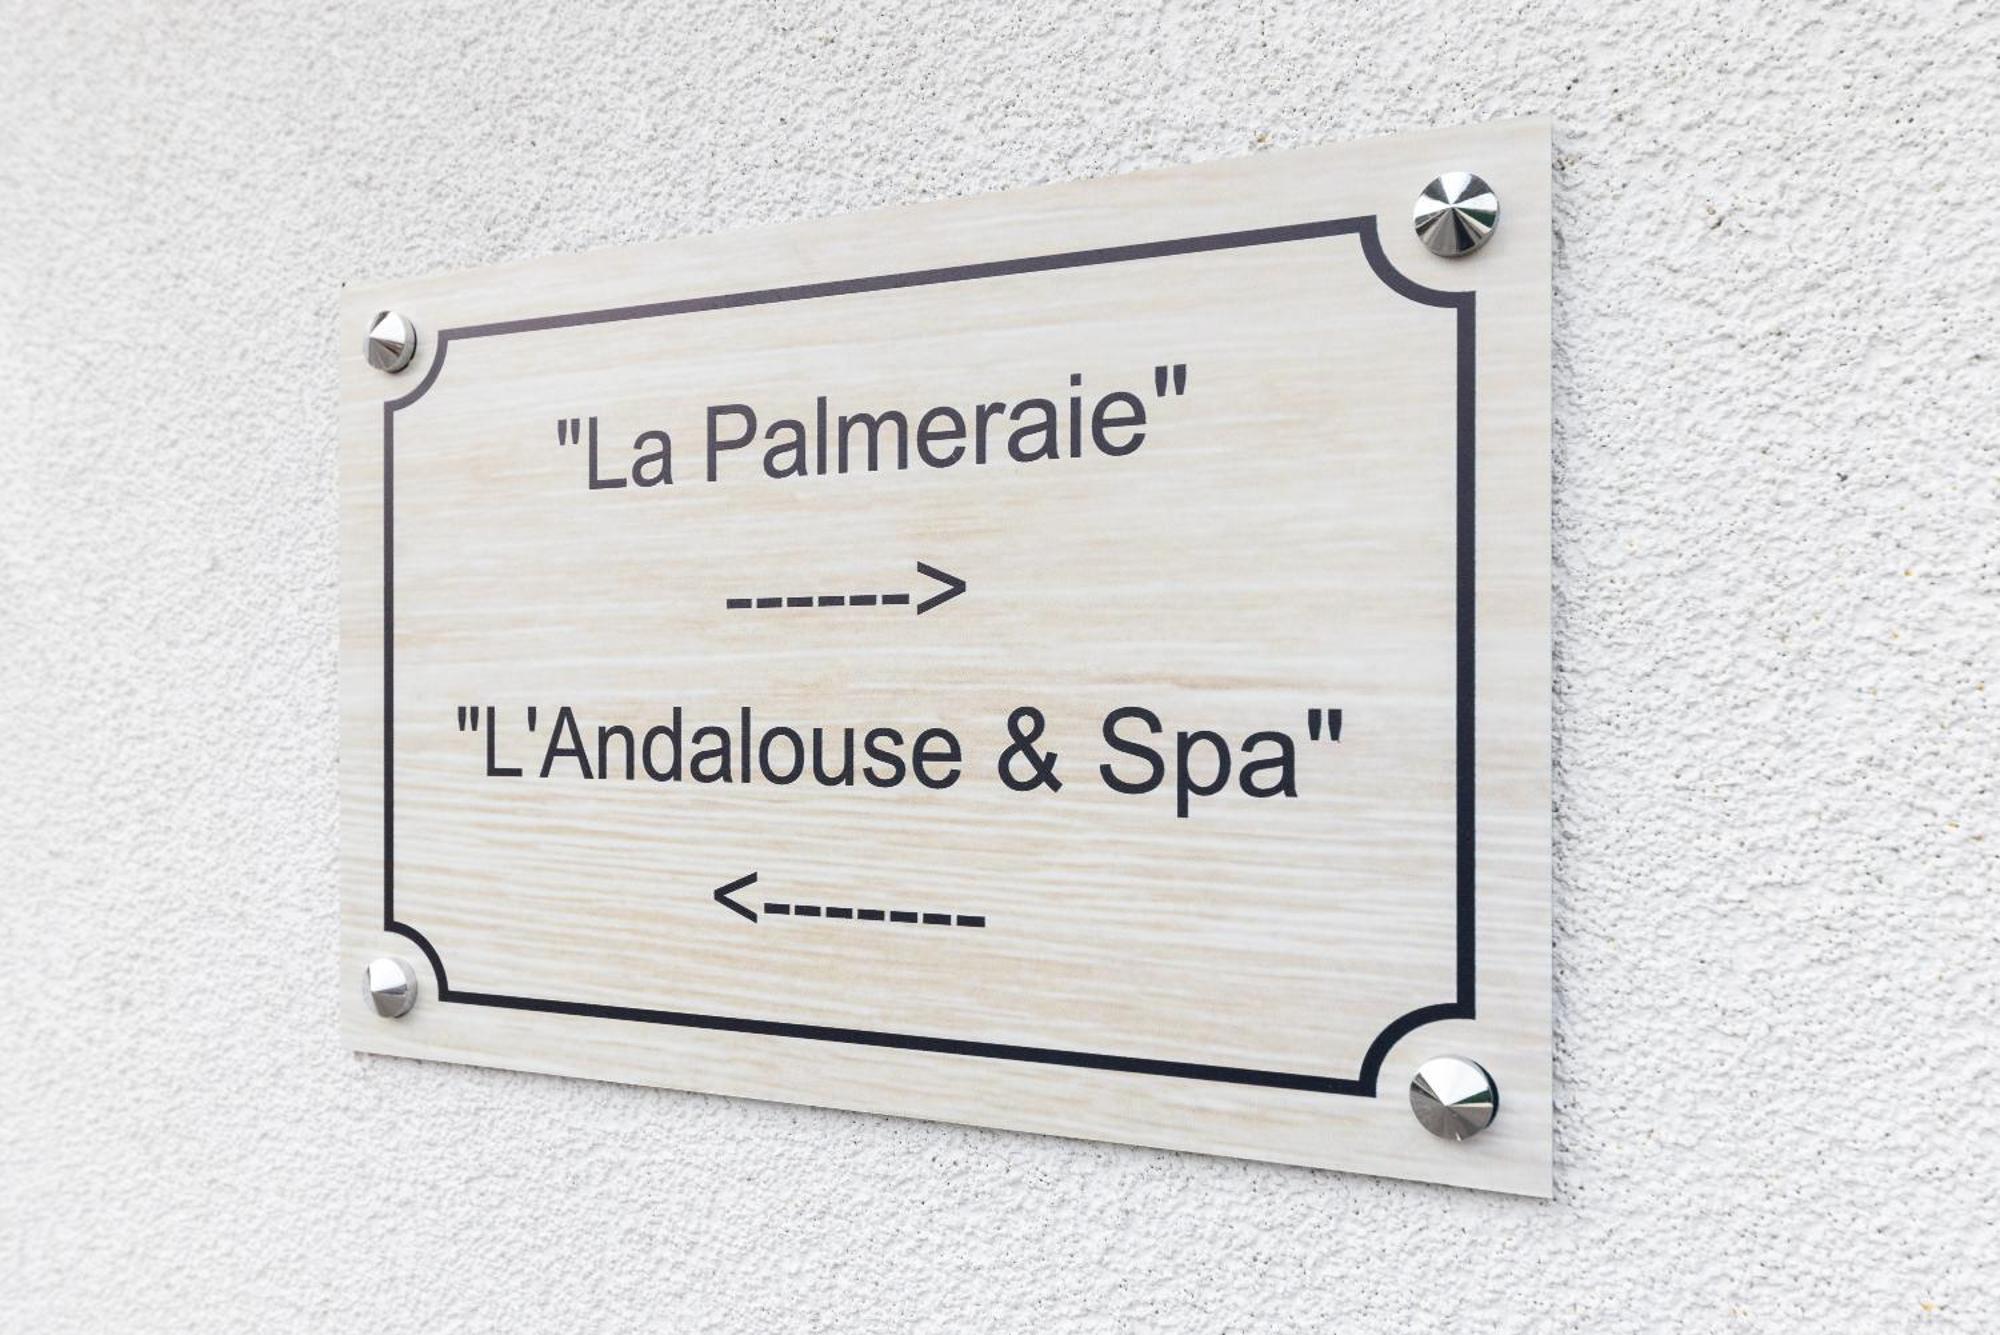 "La Palmeraie"
------>
"L'Andalouse & Spa"
<-------